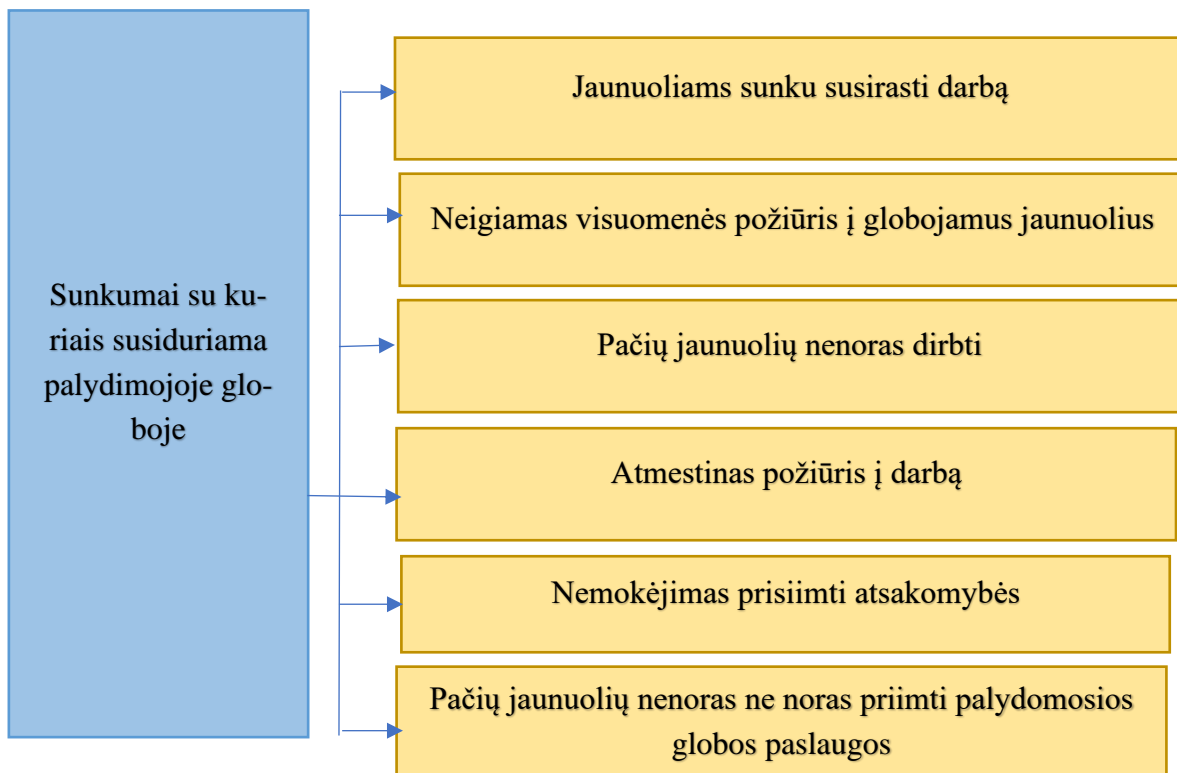 Sunkumai su ku-
riais susiduriama
palydimojoje glo-
boje
Jaunuoliams sunku susirasti darbą
Neigiamas visuomenės požiūris į globojamus jaunuolius
Pačių jaunuolių nenoras dirbti
Atmestinas požiūris į darbą
Nemokėjimas prisiimti atsakomybės
Pačių jaunuolių nenoras ne noras priimti palydomosios
globos paslaugos